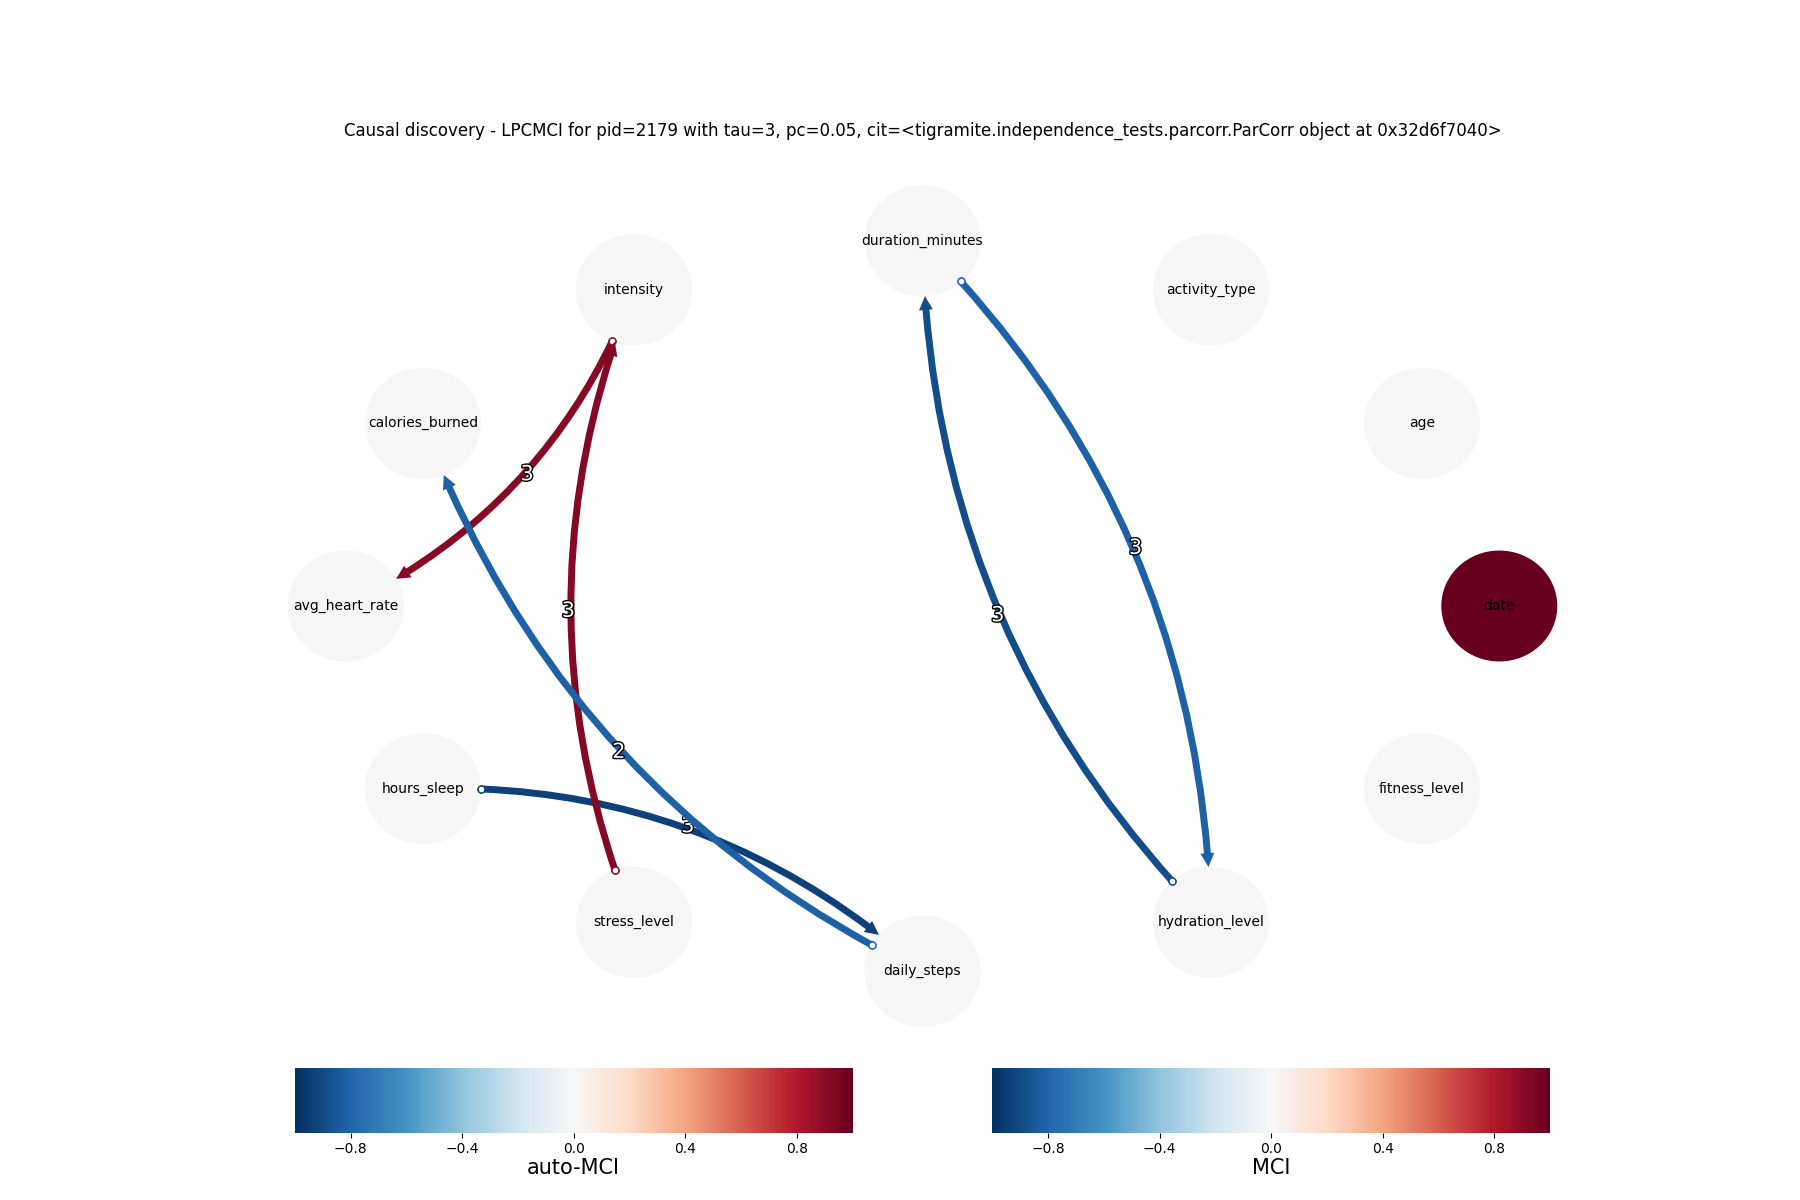 Causal discovery - LPCMCI for pid=2179 with tau=3, pc=0.05, cit=<tigramite.independence_tests.parcorr.ParCorr object at 0x32d6f7040>
duration_minutes
intensity
activity_type
calories_burned
age
3
3
avg_heart_rate
date
3
3
2
hours_sleep
fitness_level
stress_level
hydration_level
daily_steps
−0.8 −0.4 0.0 0.4 0.8
auto-MCI
−0.8 −0.4 0.0 0.4 0.8
MCI